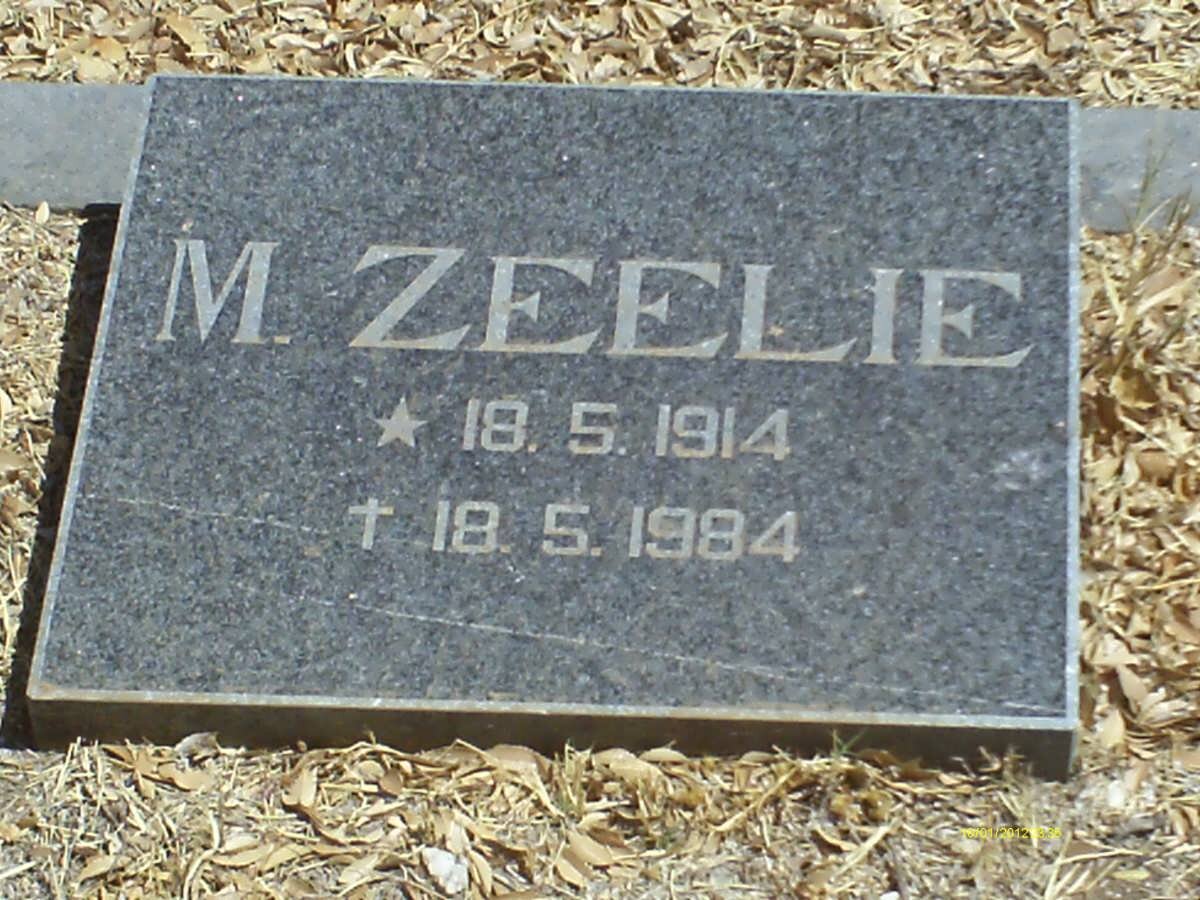 M. ZEELIE
★ 18. 5. 1914
† 18. 5. 1984